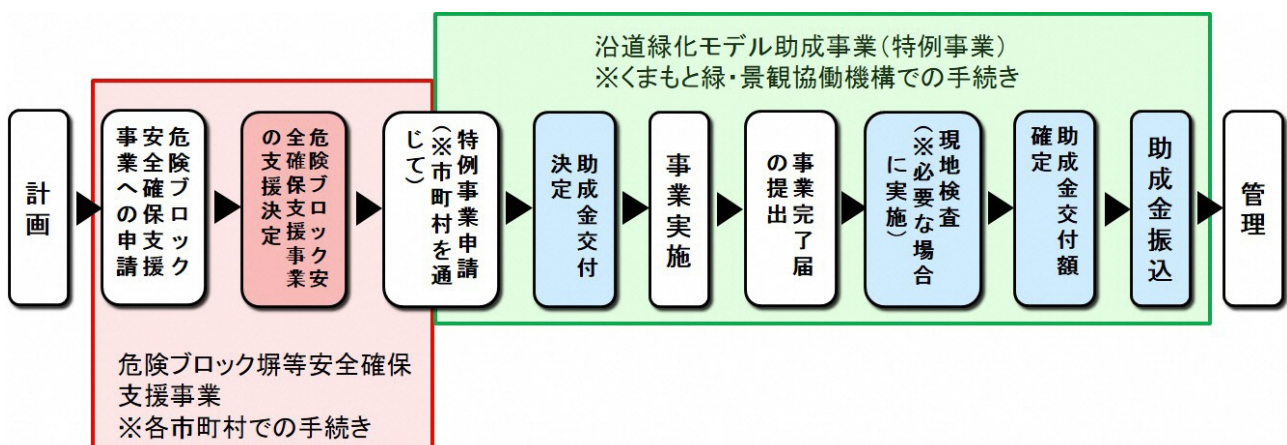 沿道緑化モデル助成事業(特例事業)
※くまもと緑・景観協働機構での手続き
計画
危険ブロック
安全確保支援
事業への申請
危険ブロック安
全確保支援事業
の支援決定
特例事業申請
(※市町村を通
じて)
助成金交付
決定
事業実施
事業完了届
の提出
現地検査
(※必要な場合
に実施)
助成金交付額
確定
助成金振込
管理
危険ブロック塀等安全確保
支援事業
※各市町村での手続き